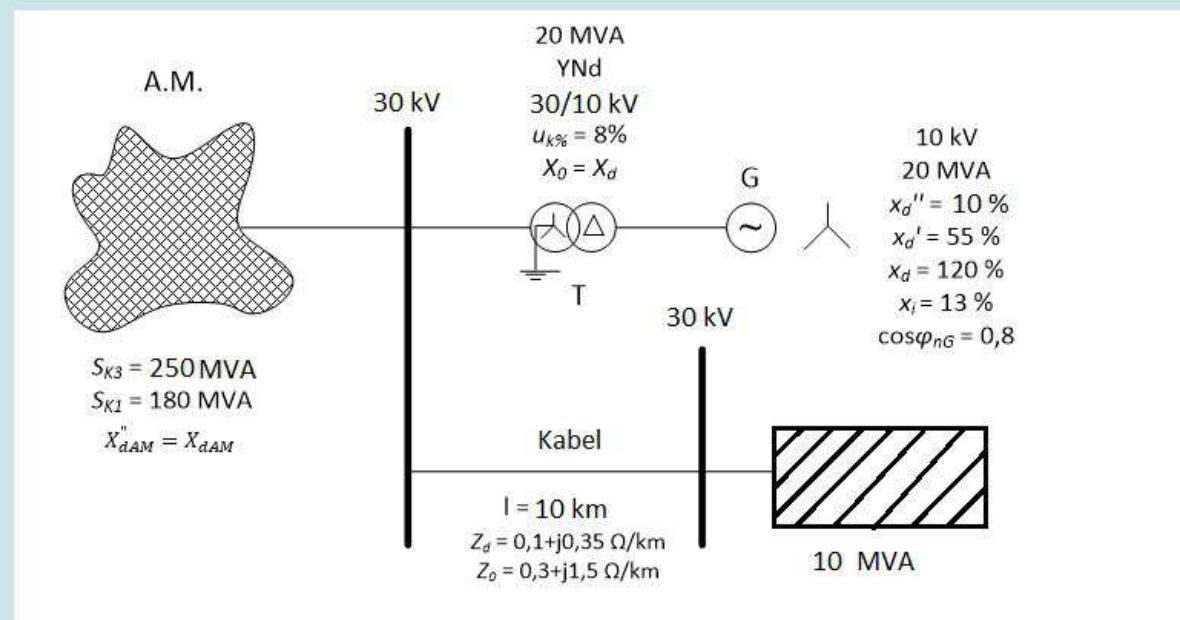 A.M.
30 kV
20 MVA
YNd
30/10 kV
uk% = 8%
X0 = Xd
T
G
~
10 kV
20 MVA
xd'' = 10 %
xd' = 55 %
xd = 120 %
xi = 13 %
cosφnG = 0,8
SK3 = 250 MVA
SK1 = 180 MVA
X''dAM = XdAM
30 kV
Kabel
l = 10 km
Zd = 0,1+j0,35 Ω/km
Z0 = 0,3+j1,5 Ω/km
10 MVA